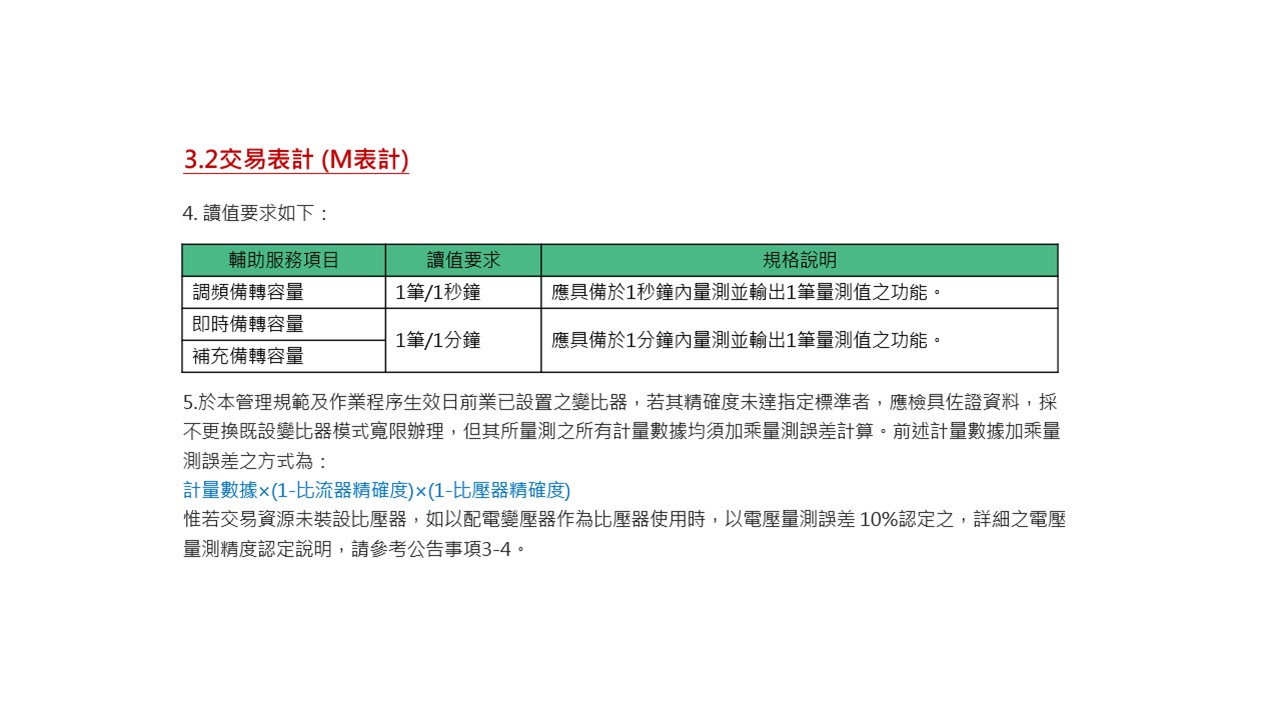 3.2交易表計 (M表計)
4. 讀值要求如下：
輔助服務項目 讀值要求 規格說明
調頻備轉容量 1筆/1秒鐘 應具備於1秒鐘內量測並輸出1筆量測值之功能。
即時備轉容量
1筆/1分鐘 應具備於1分鐘內量測並輸出1筆量測值之功能。
補充備轉容量
5.於本管理規範及作業程序生效日前業已設置之變比器，若其精確度未達指定標準者，應檢具佐證資料，採
不更換既設變比器模式寬限辦理，但其所量測之所有計量數據均須加乘量測誤差計算。前述計量數據加乘量
測誤差之方式為：
計量數據×(1-比流器精確度)×(1-比壓器精確度)
惟若交易資源未裝設比壓器，如以配電變壓器作為比壓器使用時，以電壓量測誤差 10%認定之，詳細之電壓
量測精度認定說明，請參考公告事項3-4。